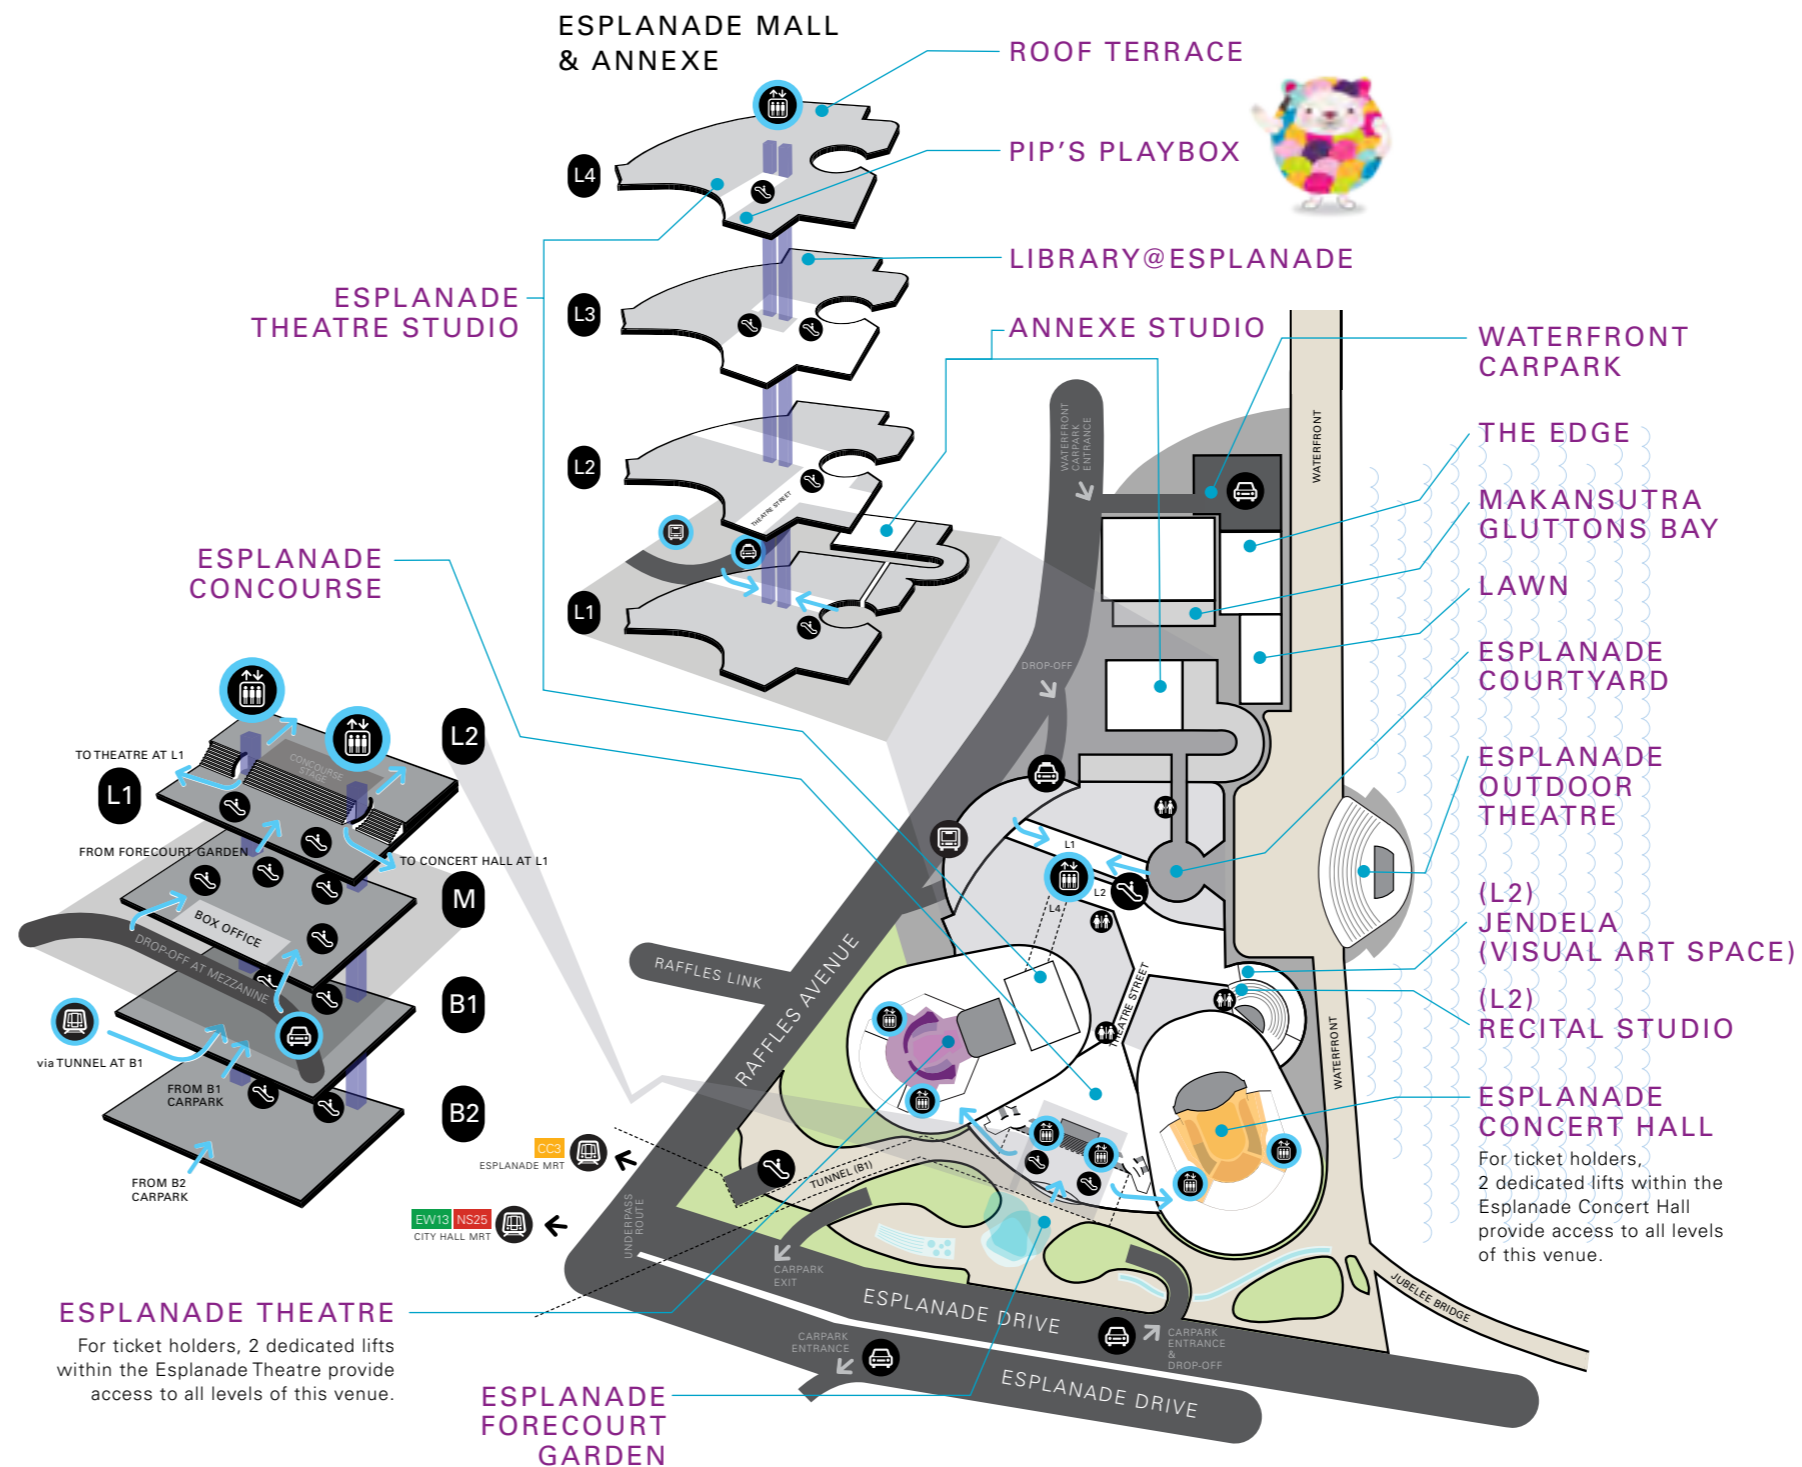 ESPLANADE MALL
& ANNEXE
ROOF TERRACE
PIP'S PLAYBOX
L4
LIBRARY@ESPLANADE
ESPLANADE
THEATRE STUDIO
L3
ANNEXE STUDIO
WATERFRONT
CARPARK
WATERFRONT
WATERFRONT
CARPARK
ENTRANCE
THE EDGE
L2
THEATRE STREET
MAKANSUTRA
GLUTTONS BAY
ESPLANADE
CONCOURSE
LAWN
L1
DROP-OFF
ESPLANADE
COURTYARD
L2
TO THEATRE AT L1
CONCOURSE
STAGE
L1
ESPLANADE
OUTDOOR
THEATRE
FROM FORECOURT GARDEN
TO CONCERT HALL AT L1
L1
L2
L4
M
BOX OFFICE
DROP-OFF AT MEZZANINE
(L2)
JENDELA
(VISUAL ART SPACE)
RAFFLES LINK
RAFFLES AVENUE
THEATRE STREET
B1
(L2)
RECITAL STUDIO
via TUNNEL AT B1
WATERFRONT
FROM B1
CARPARK
B2
ESPLANADE
CONCERT HALL
For ticket holders,
2 dedicated lifts within the
Esplanade Concert Hall
provide access to all levels
of this venue.
CC3
ESPLANADE MRT
TUNNEL (B1)
FROM B2
CARPARK
EW13 NS25
CITY HALL MRT
UNDERPASS
ROUTE
CARPARK
EXIT
JUBELEE BRIDGE
ESPLANADE THEATRE
For ticket holders, 2 dedicated lifts
within the Esplanade Theatre provide
access to all levels of this venue.
ESPLANADE DRIVE
CARPARK
ENTRANCE
CARPARK
ENTRANCE
&
DROP-OFF
ESPLANADE DRIVE
ESPLANADE
FORECOURT
GARDEN